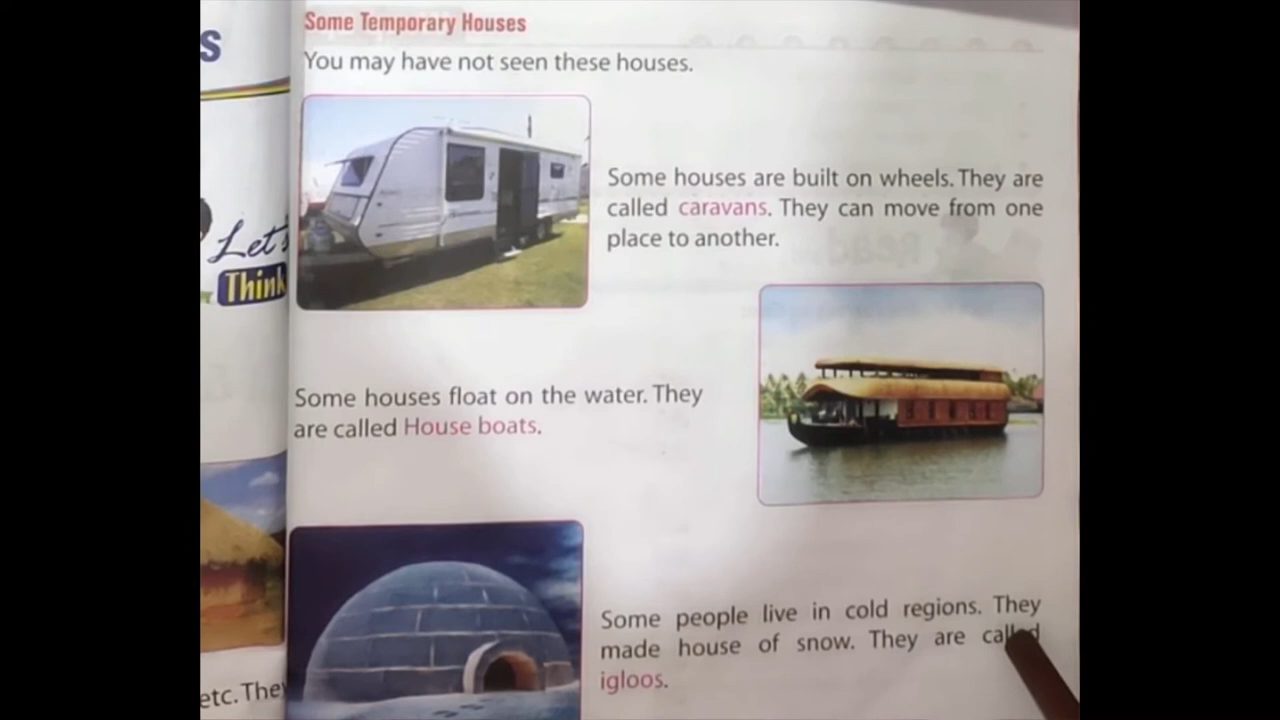 s
Let's
Think
etc. They
Some Temporary Houses
You may have not seen these houses.
Some houses are built on wheels. They are
called caravans. They can move from one
place to another.
Some houses float on the water. They
are called House boats.
Some people live in cold regions. They
made house of snow. They are called
igloos.